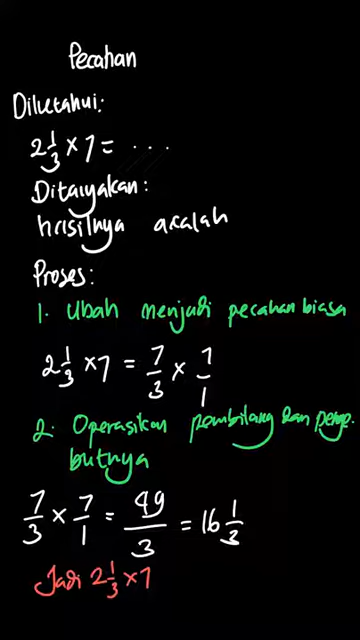 Pecahan
Diketahui:
2 1/3 × 7 = ...
Ditanyakan:
hasilnya adalah
Proses:
1. Ubah menjadi pecahan biasa
2 1/3 × 7 = 7/3 × 7/1
2. Operasikan pembilang dan penye-
butnya
7/3 × 7/1 = 49/3 = 16 1/3
Jadi 2 1/3 × 7